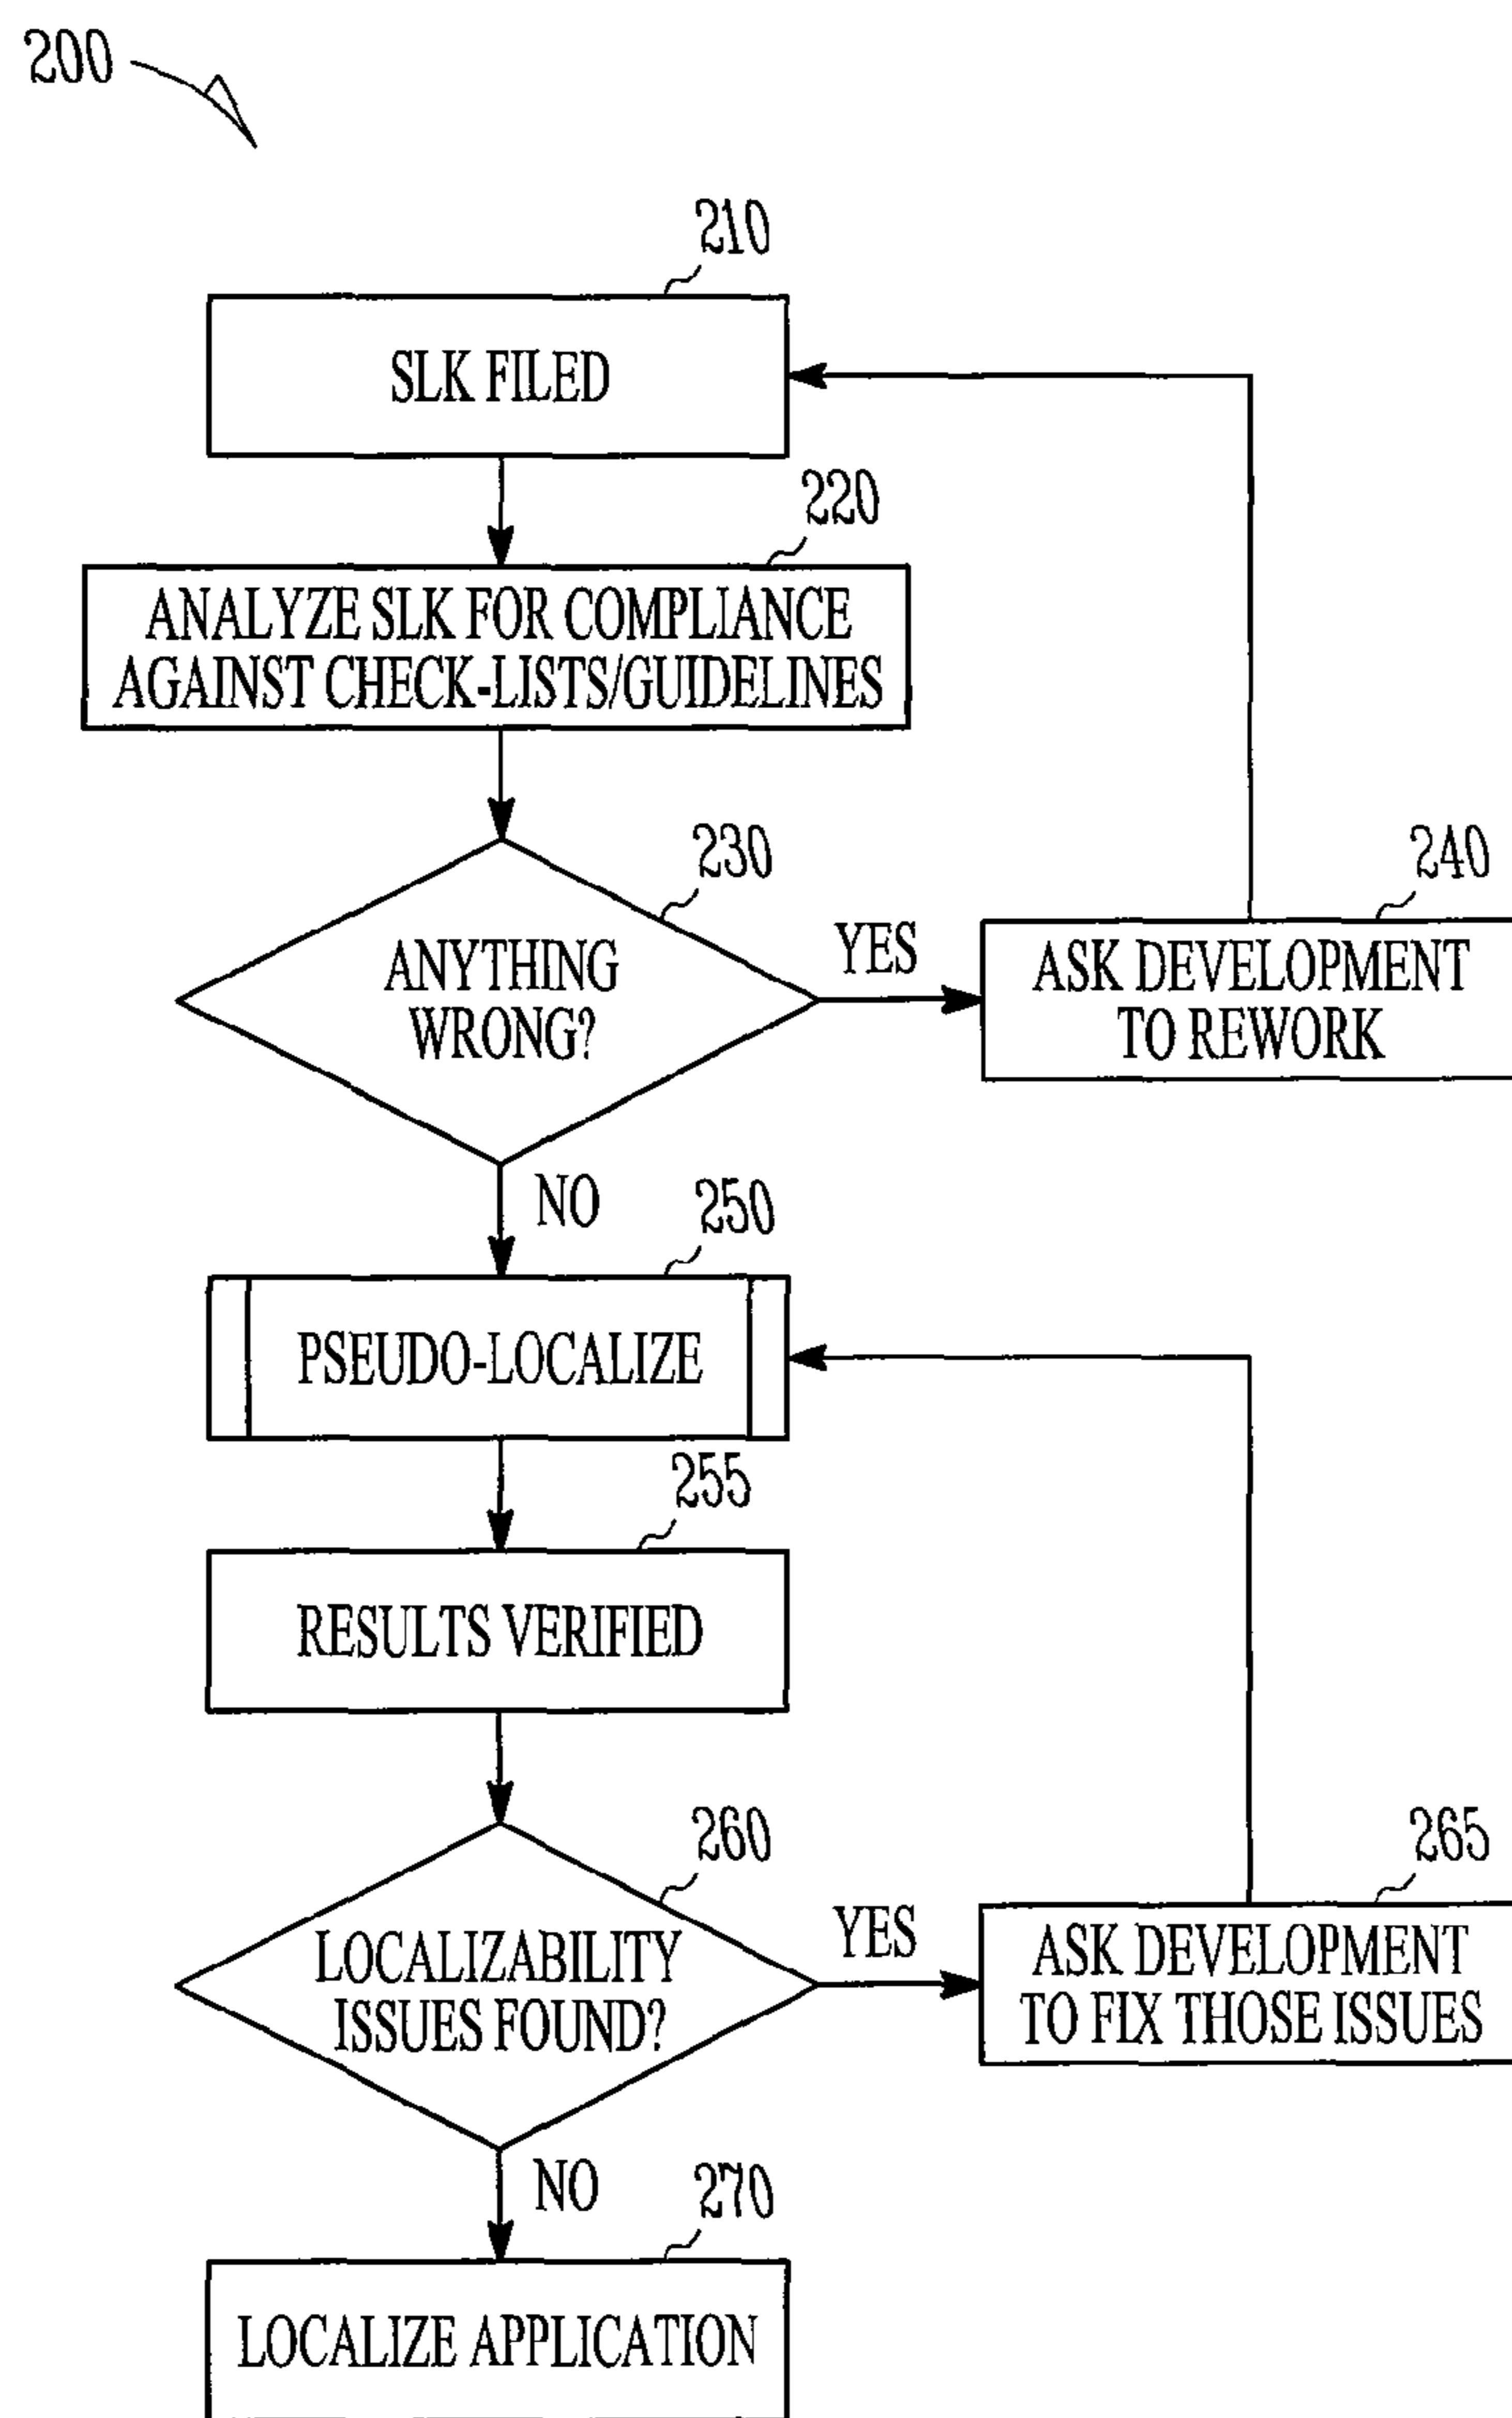 200
210
SLK FILED
220
ANALYZE SLK FOR COMPLIANCE
AGAINST CHECK-LISTS/GUIDELINES
230
ANYTHING
WRONG?
YES
240
ASK DEVELOPMENT
TO REWORK
NO
250
PSEUDO-LOCALIZE
255
RESULTS VERIFIED
260
LOCALIZABILITY
ISSUES FOUND?
YES
265
ASK DEVELOPMENT
TO FIX THOSE ISSUES
NO
270
LOCALIZE APPLICATION